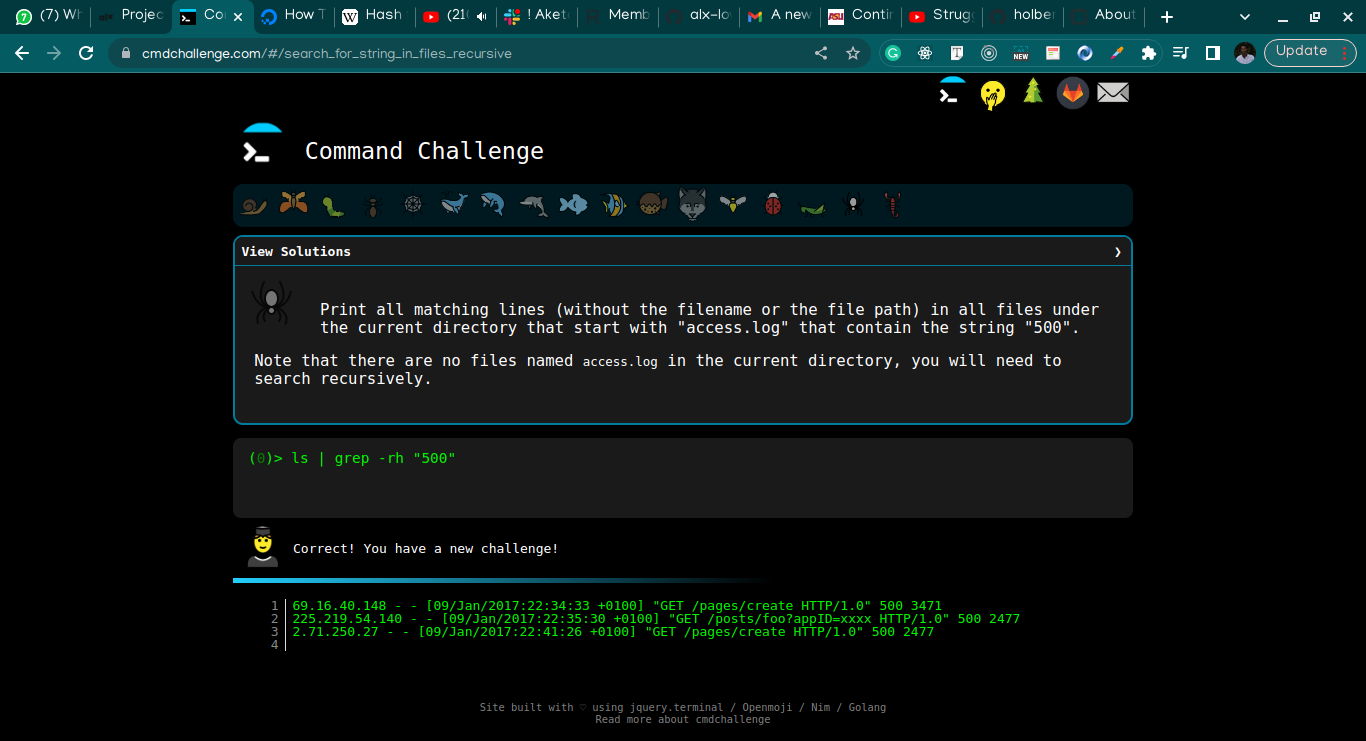 (7) Wh
Projec
Co
How T
Hash
(210
! Aket
Memb
alx-lov
A new
Contin
Strugg
holber
About
cmdchallenge.com/#/search_for_string_in_files_recursive
NEW
Update
Command Challenge
View Solutions
Print all matching lines (without the filename or the file path) in all files under
the current directory that start with "access.log" that contain the string "500".
Note that there are no files named access.log in the current directory, you will need to
search recursively.
(0)> ls | grep -rh "500"
Correct! You have a new challenge!
1 69.16.40.148 - - [09/Jan/2017:22:34:33 +0100] "GET /pages/create HTTP/1.0" 500 3471
2 225.219.54.140 - - [09/Jan/2017:22:35:30 +0100] "GET /posts/foo?appID=xxxx HTTP/1.0" 500 2477
3 2.71.250.27 - - [09/Jan/2017:22:41:26 +0100] "GET /pages/create HTTP/1.0" 500 2477
4
Site built with ♡ using jquery.terminal / Openmoji / Nim / Golang
Read more about cmdchallenge